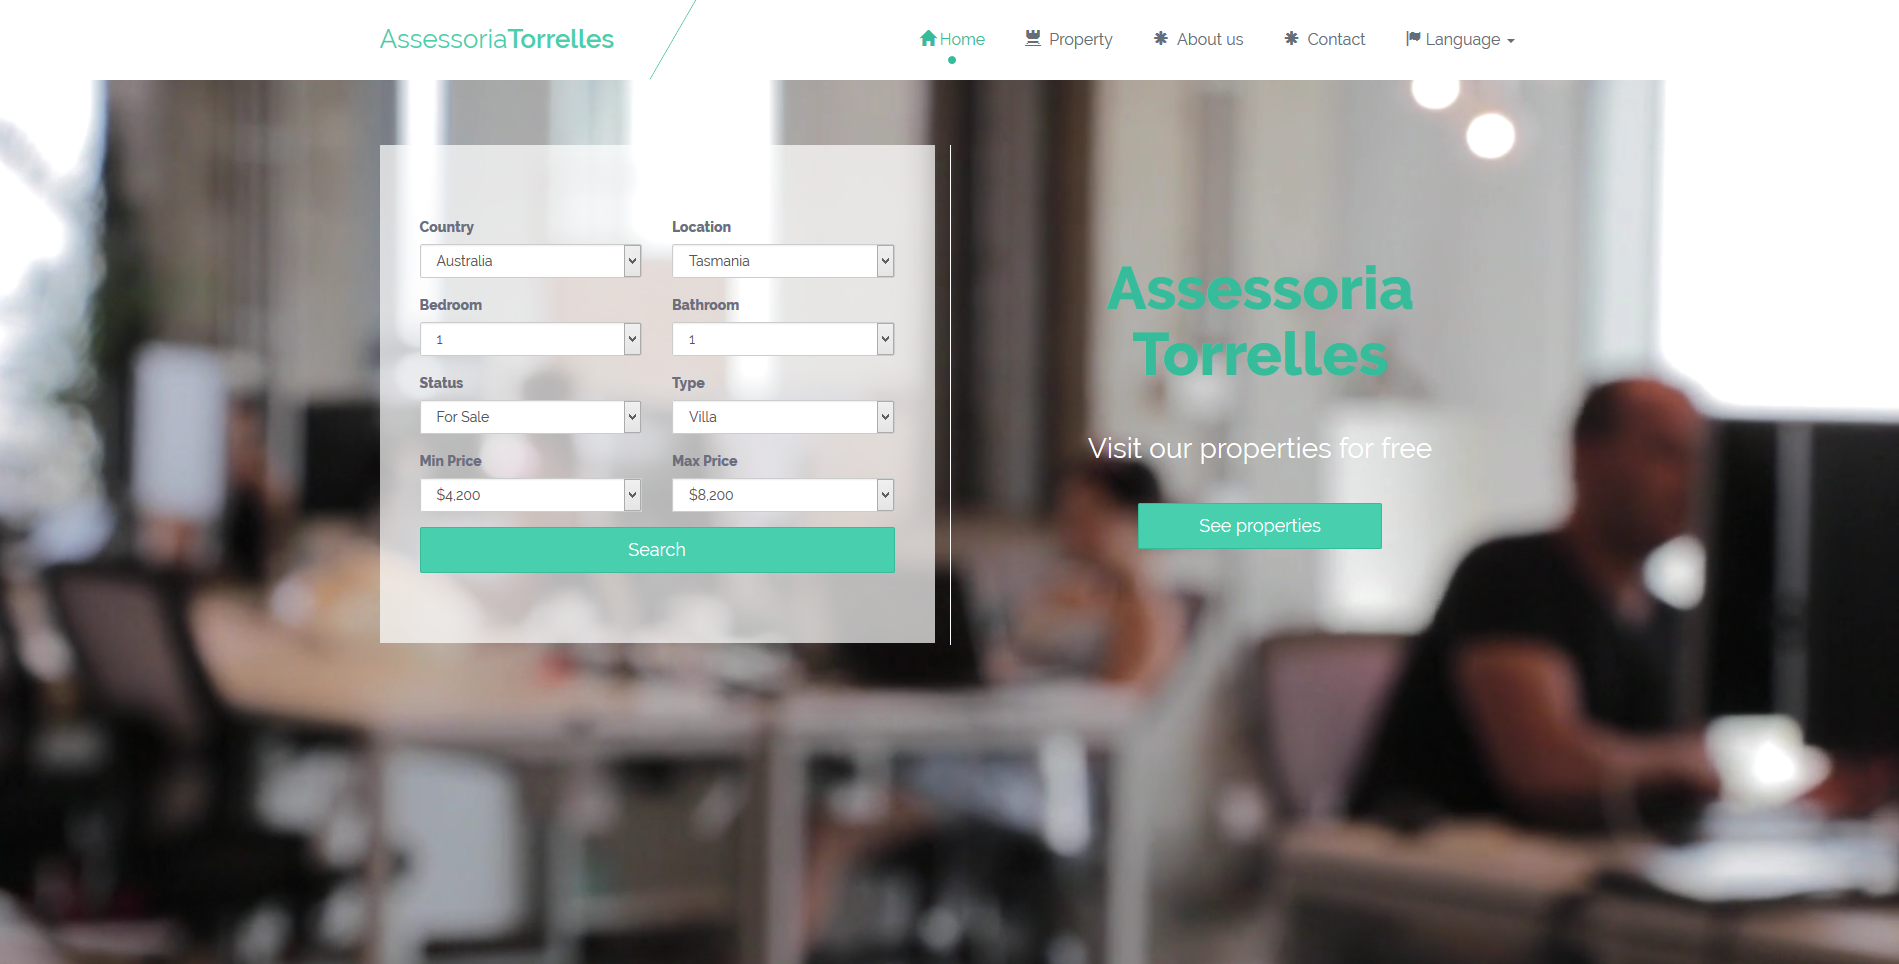 AssessoriaTorrelles
Home Property About us Contact Language
Country Location
Australia Tasmania
Bedroom Bathroom
1 1
Status Type
For Sale Villa
Min Price Max Price
$4,200 $8,200
Search
Assessoria
Torrelles
Visit our properties for free
See properties